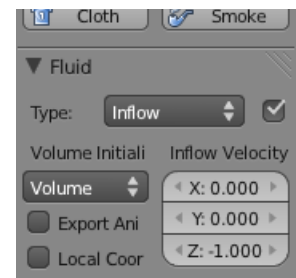 Cloth Smoke
Fluid
Type: Inflow
Volume Initiali Inflow Velocity
Volume X: 0.000
Export Ani Y: 0.000
Local Coor Z: -1.000